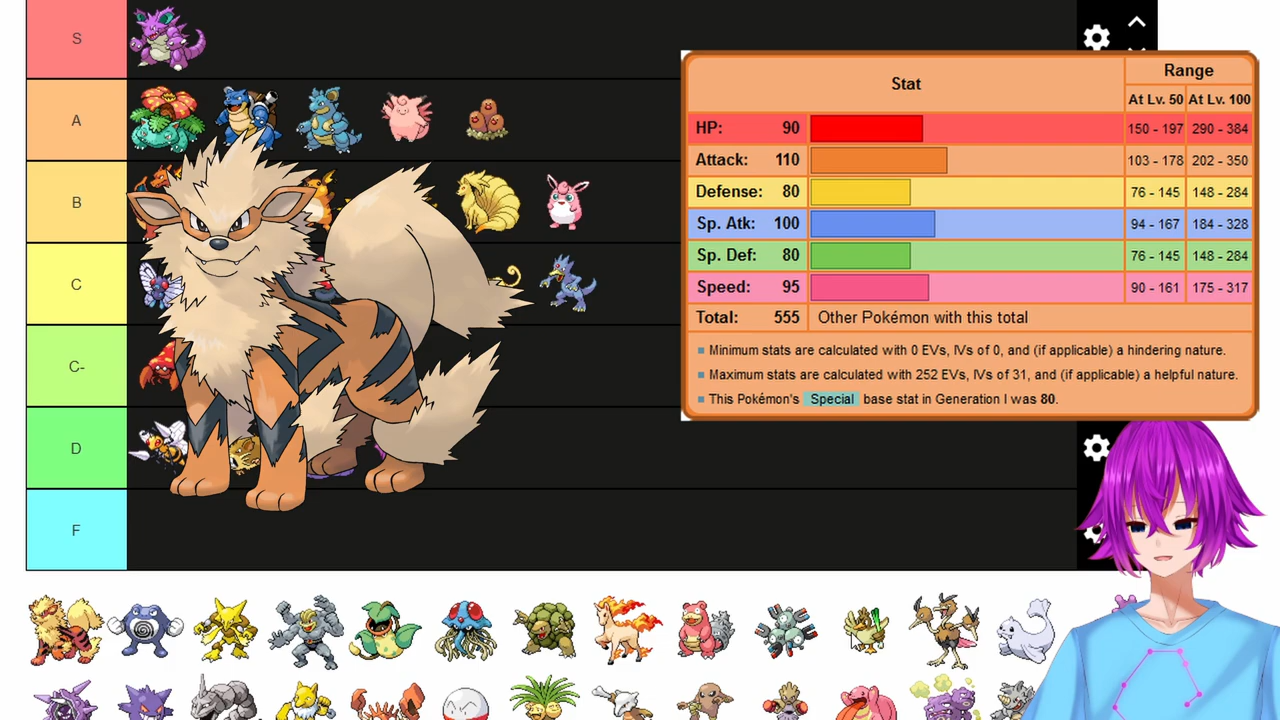 S
A
B
C
C-
D
F
Stat Range
At Lv. 50 At Lv. 100
HP: 90 150 - 197 290 - 384
Attack: 110 103 - 178 202 - 350
Defense: 80 76 - 145 148 - 284
Sp. Atk: 100 94 - 167 184 - 328
Sp. Def: 80 76 - 145 148 - 284
Speed: 95 90 - 161 175 - 317
Total: 555 Other Pokémon with this total
Minimum stats are calculated with 0 EVs, IVs of 0, and (if applicable) a hindering nature.
Maximum stats are calculated with 252 EVs, IVs of 31, and (if applicable) a helpful nature.
This Pokémon's Special base stat in Generation I was 80.